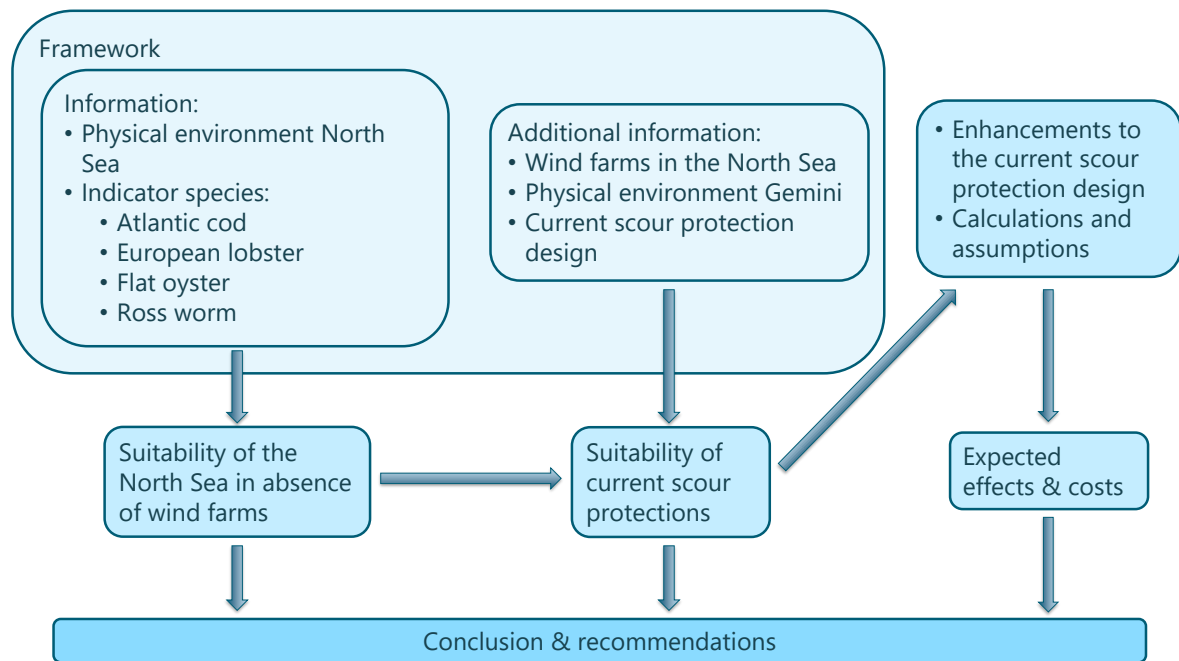 Framework
Information:
• Physical environment North
Sea
• Indicator species:
• Atlantic cod
• European lobster
• Flat oyster
• Ross worm
Additional information:
• Wind farms in the North Sea
• Physical environment Gemini
• Current scour protection
design
• Enhancements to
the current scour
protection design
• Calculations and
assumptions
Suitability of the
North Sea in absence
of wind farms
Suitability of
current scour
protections
Expected
effects & costs
Conclusion & recommendations